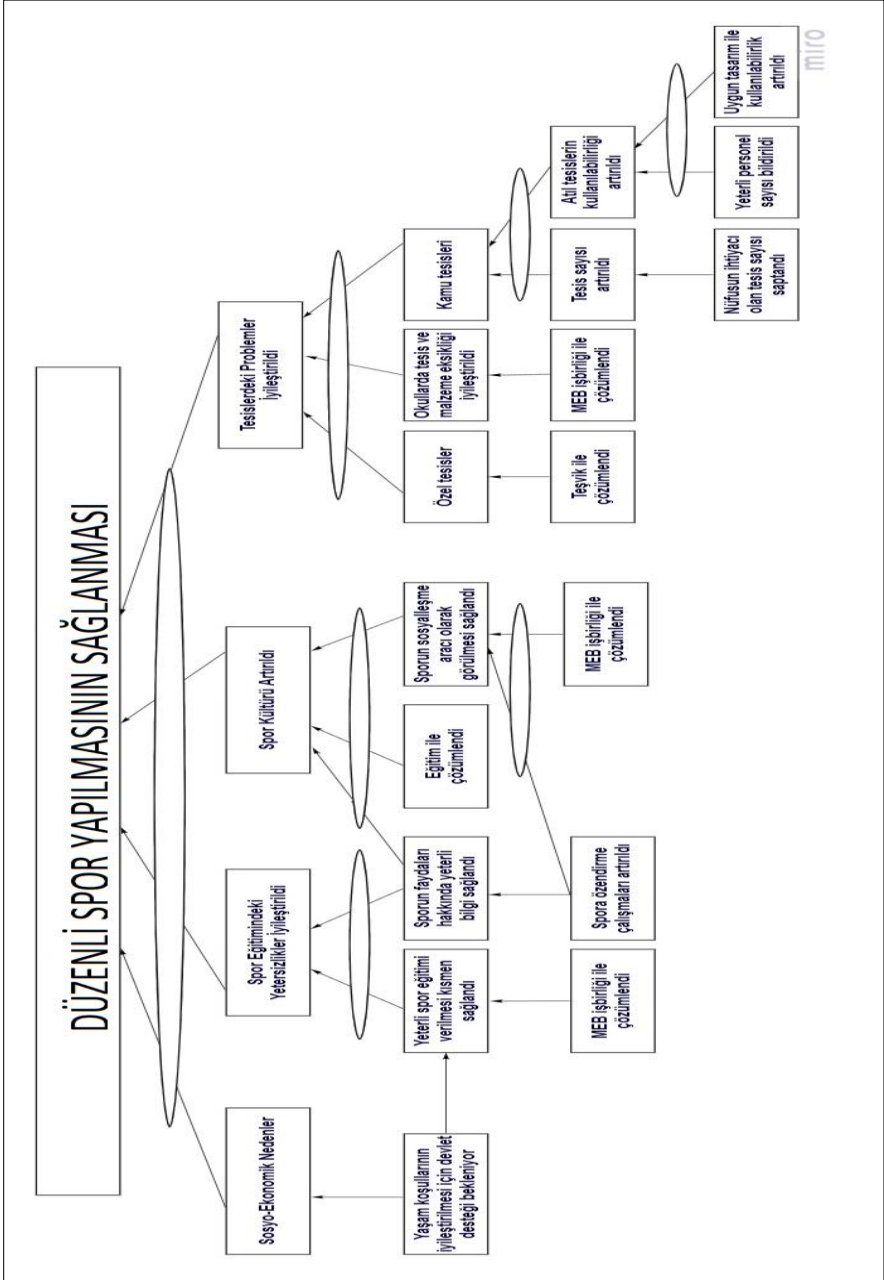 DÜZENLİ SPOR YAPILMASININ SAĞLANMASI
Sosyo-Ekonomik Nedenler
Spor Eğitimindeki
Yetersizlikler İyileştirildi
Spor Kültürü Artırıldı
Tesislerdeki Problemler
İyileştirildi
Yaşam koşullarının
iyileştirilmesi için devlet
desteği bekleniyor
Yeterli spor eğitimi
verilmesi kısmen
sağlandı
Sporun faydaları
hakkında yeterli
bilgi sağlandı
Eğitim ile
çözümlendi
Sporun sosyalleşme
aracı olarak
görülmesi sağlandı
Özel tesisler
Okullarda tesis ve
malzeme eksikliği
iyileştirildi
Kamu tesisleri
MEB işbirliği ile
çözümlendi
Spora özendirme
çalışmaları artırıldı
MEB işbirliği ile
çözümlendi
Teşvik ile
çözümlendi
MEB işbirliği ile
çözümlendi
Tesis sayısı
artırıldı
Atıl tesislerin
kullanılabilirliği
artırıldı
Nüfusun ihtiyacı
olan tesis sayısı
saptandı
Yeterli personel
sayısı bildirildi
Uygun tasarım ile
kullanılabilirlik
artırıldı
miro